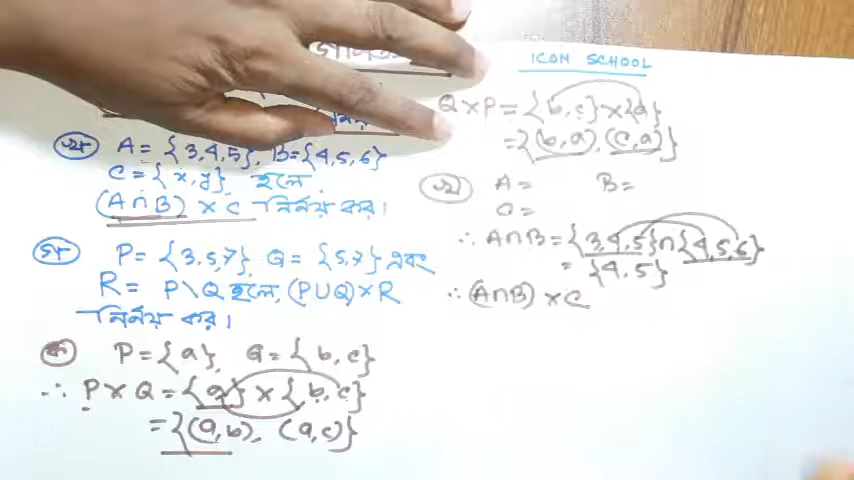 ICON SCHOOL
(খ) A = {3,4,5}, B={4,5,6}
C = {x,y}, হলে
(A∩B) × C নির্ণয় কর।
(গ) P = {3,5,7}, Q = {5,7} এবং
R = P\Q হলে, (P∪Q)×R
নির্ণয় কর।
(ক) P = {a}, Q = {b,c}
∴ P × Q = {a} × {b,c}
= {(a,b), (a,c)}
Q×P = {b,c}×{a}
= {(b,a), (c,a)}
(খ) A = B=
C =
∴ A∩B = {3,4,5}∩{4,5,6}
= {4,5}
∴ (A∩B) × C